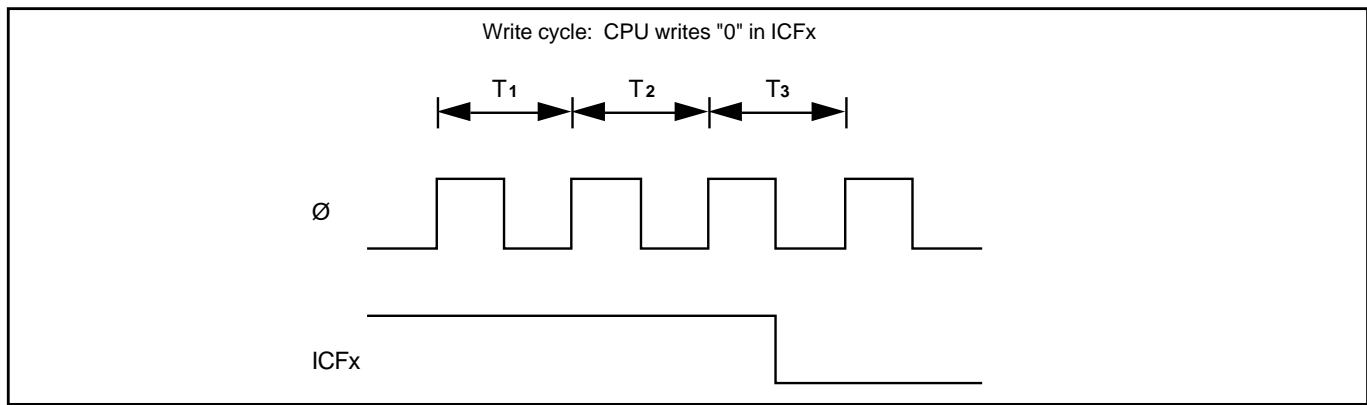 Write cycle: CPU writes "0" in ICFx
T1 T2 T3
Ø
ICFx